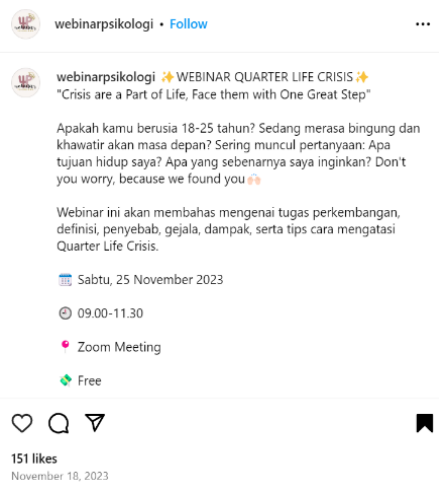 webinarpsikologi • Follow
webinarpsikologi ✨WEBINAR QUARTER LIFE CRISIS✨
"Crisis are a Part of Life, Face them with One Great Step"
Apakah kamu berusia 18-25 tahun? Sedang merasa bingung dan
khawatir akan masa depan? Sering muncul pertanyaan: Apa
tujuan hidup saya? Apa yang sebenarnya saya inginkan? Don't
you worry, because we found you🙌🏻
Webinar ini akan membahas mengenai tugas perkembangan,
definisi, penyebab, gejala, dampak, serta tips cara mengatasi
Quarter Life Crisis.
🗓️ Sabtu, 25 November 2023
🕘 09.00-11.30
📍 Zoom Meeting
💸 Free
151 likes
November 18, 2023